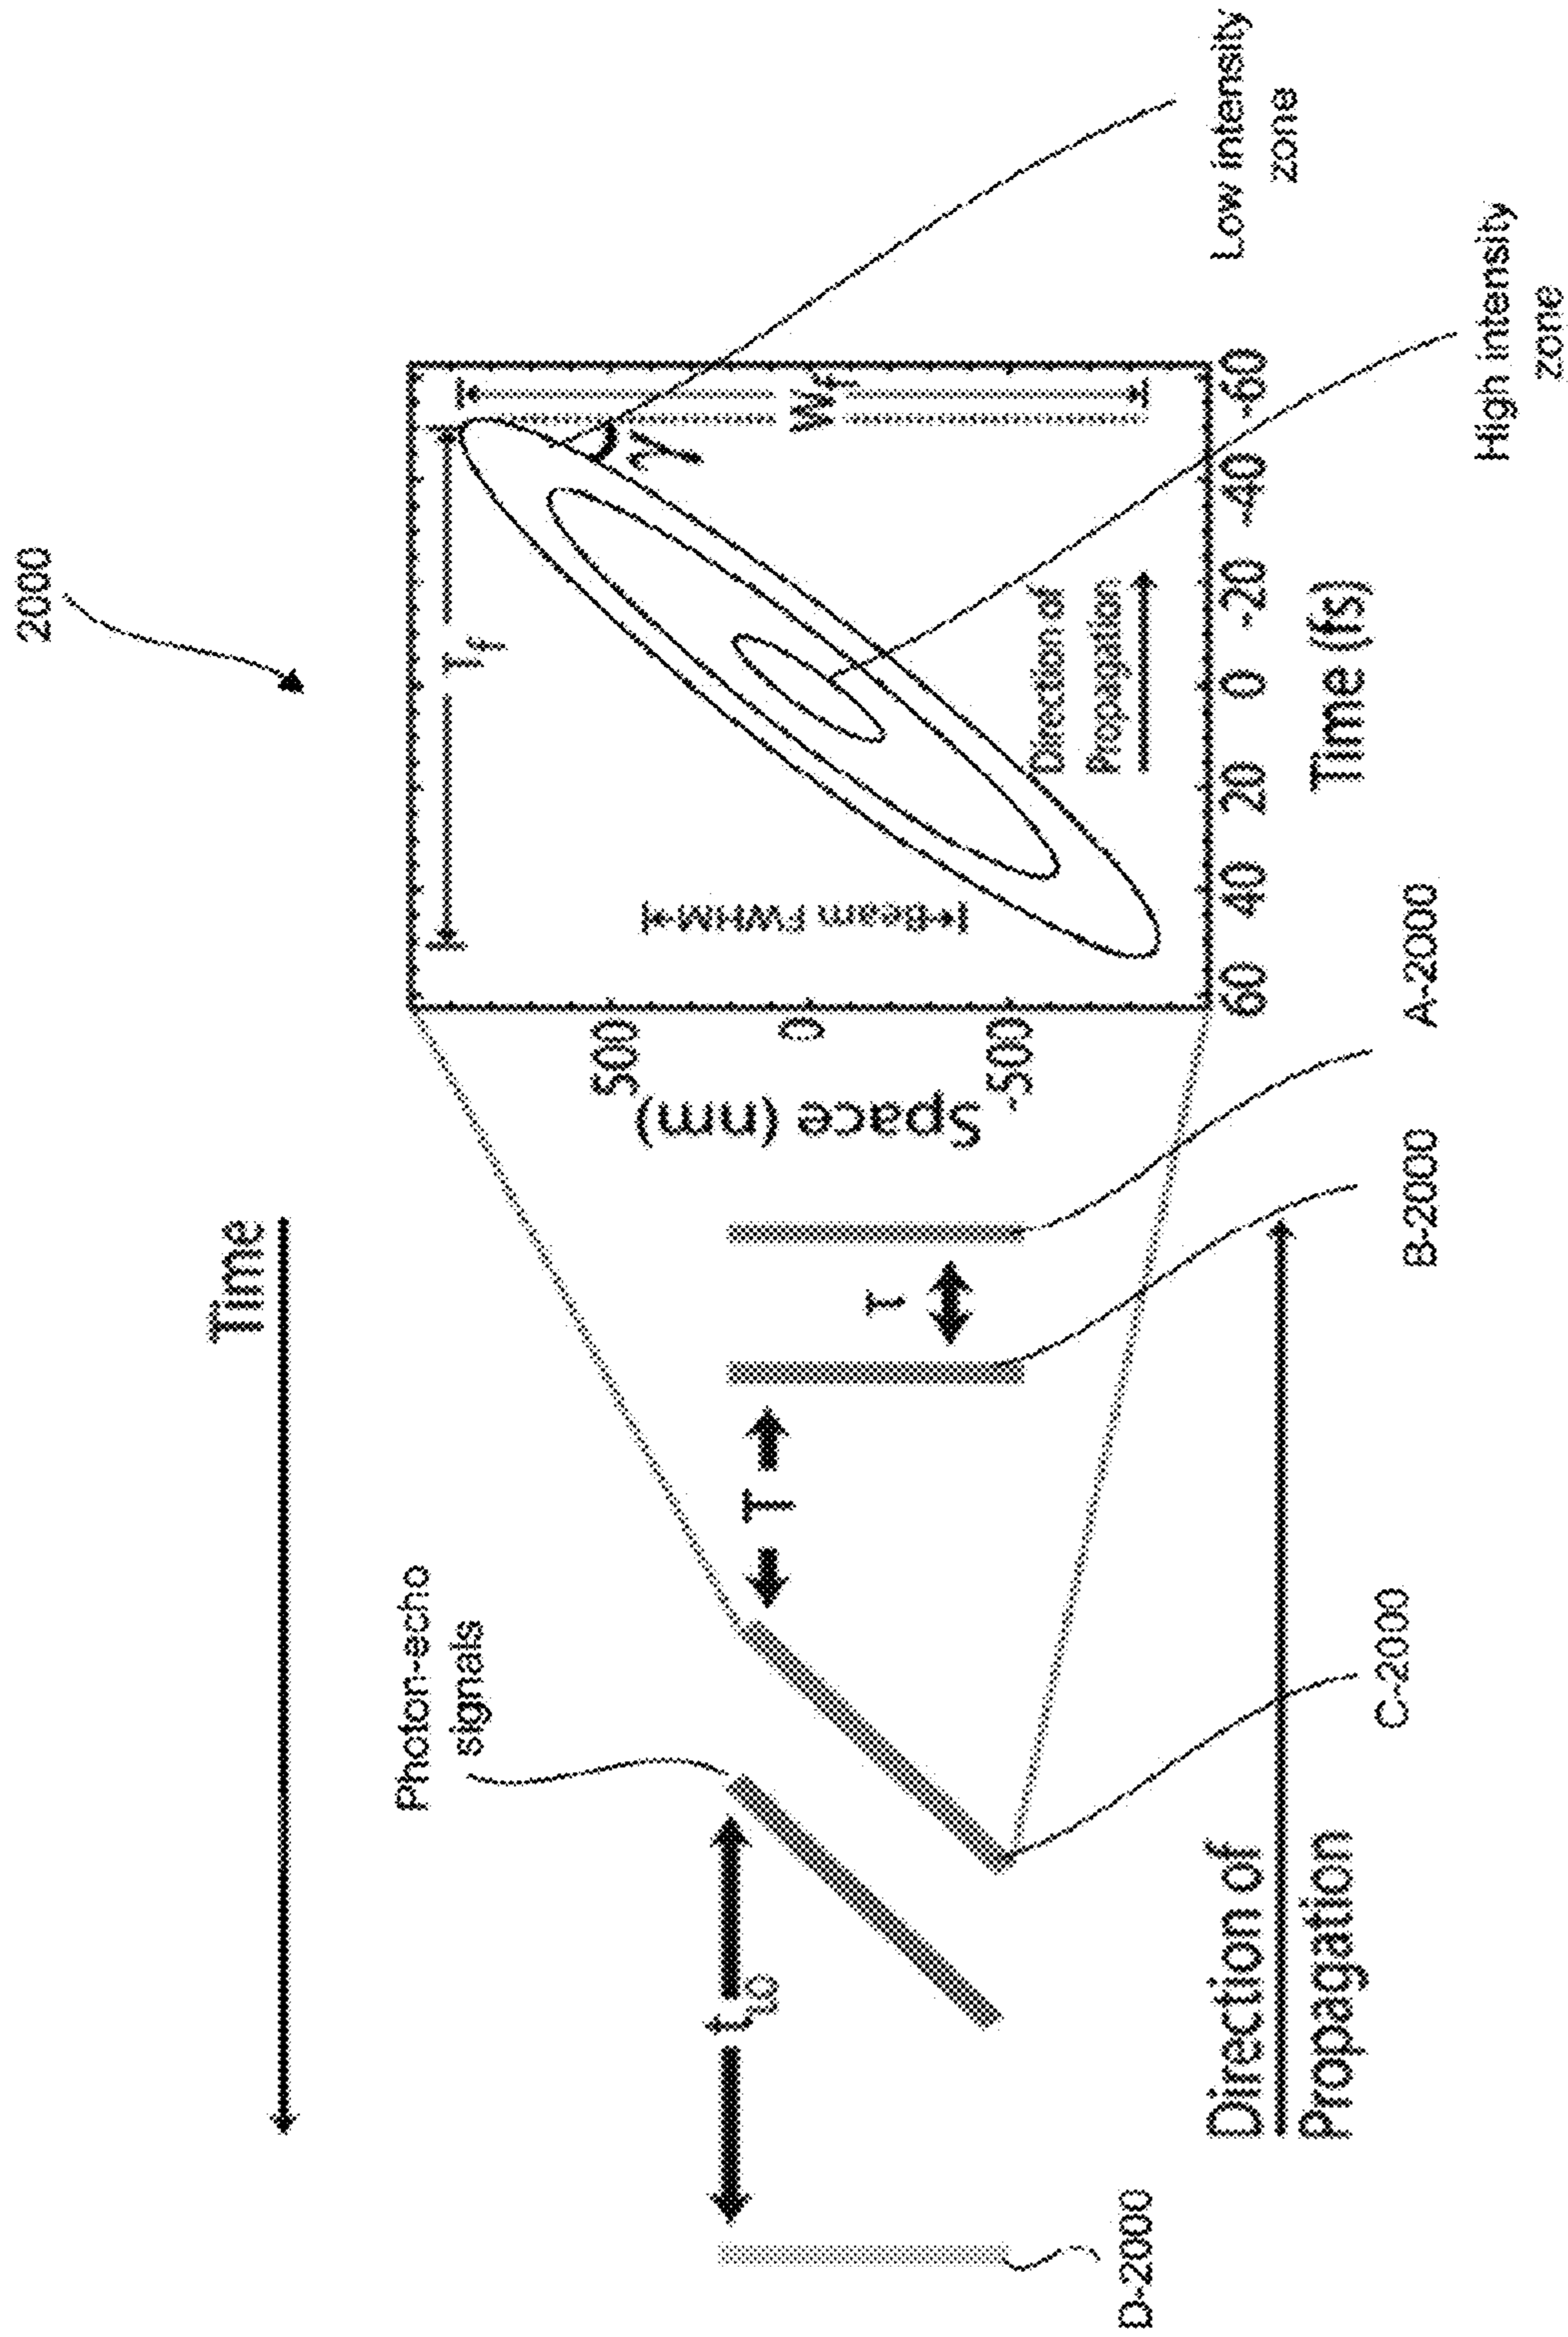 2000
Time
Photon-echo
signals
t_LO
T
τ
D-2000
C-2000
B-2000
A-2000
Direction of
Propagation
Space (nm)
500
0
-500
T_f
W_f
γ
Beam FWHM
Direction of
Propagation
60 40 20 0 -20 -40 -60
Time (fs)
Low intensity
zone
High intensity
zone